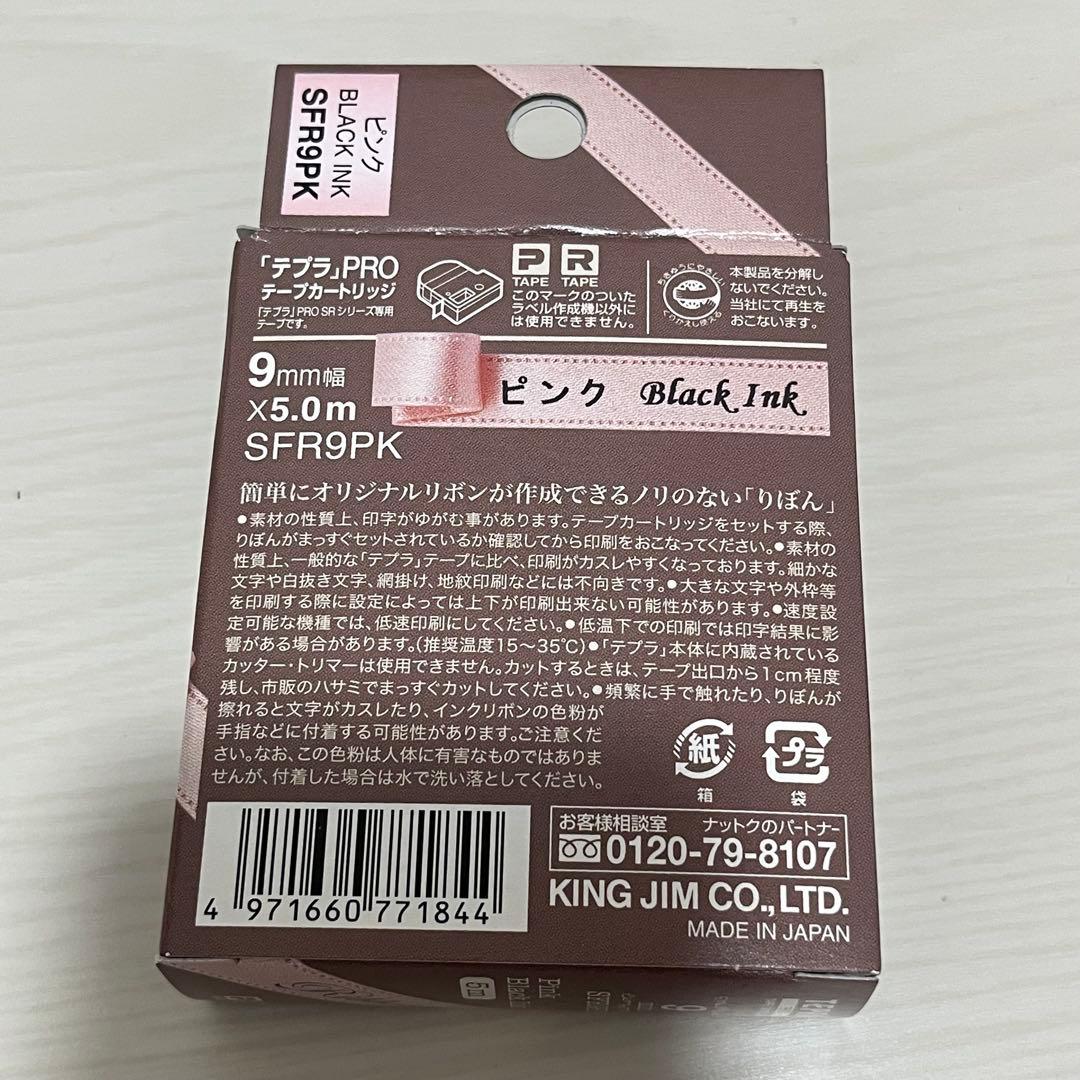 ピンク
BLACK INK
SFR9PK
「テプラ」PRO
テープカートリッジ
「テプラ」PRO SRシリーズ専用
テープです。
P R
TAPE TAPE
このマークのついた
ラベル作成機以外に
は使用できません。
ちきゅうにやさしい
くりかえし使える
本製品を分解し
ないでください。
当社にて再生を
おこないます。
9mm幅
×5.0m
SFR9PK
ピンク Black Ink
簡単にオリジナルリボンが作成できるノリのない「りぼん」
●素材の性質上、印字がゆがむ事があります。テープカートリッジをセットする際、
りぼんがまっすぐセットされているか確認してから印刷をおこなってください。●素材の
性質上、一般的な「テプラ」テープに比べ、印刷がカスレやすくなっております。細かな
文字や白抜き文字、網掛け、地紋印刷などには不向きです。●大きな文字や外枠等
を印刷する際に設定によっては上下が印刷出来ない可能性があります。●速度設
定可能な機種では、低速印刷にしてください。●低温下での印刷では印字結果に影
響がある場合があります。(推奨温度15〜35℃)●「テプラ」本体に内蔵されている
カッター・トリマーは使用できません。カットするときは、テープ出口から1cm程度
残し、市販のハサミでまっすぐカットしてください。●頻繁に手で触れたり、りぼんが
擦れると文字がカスレたり、インクリボンの色粉が
手指などに付着する可能性があります。ご注意くだ
さい。なお、この色粉は人体に有害なものではありま
せんが、付着した場合は水で洗い落としてください。
紙
箱
プラ
袋
お客様相談室 ナットクのパートナー
0120-79-8107
KING JIM CO.,LTD.
MADE IN JAPAN
4 971660 771844
Pink
5m